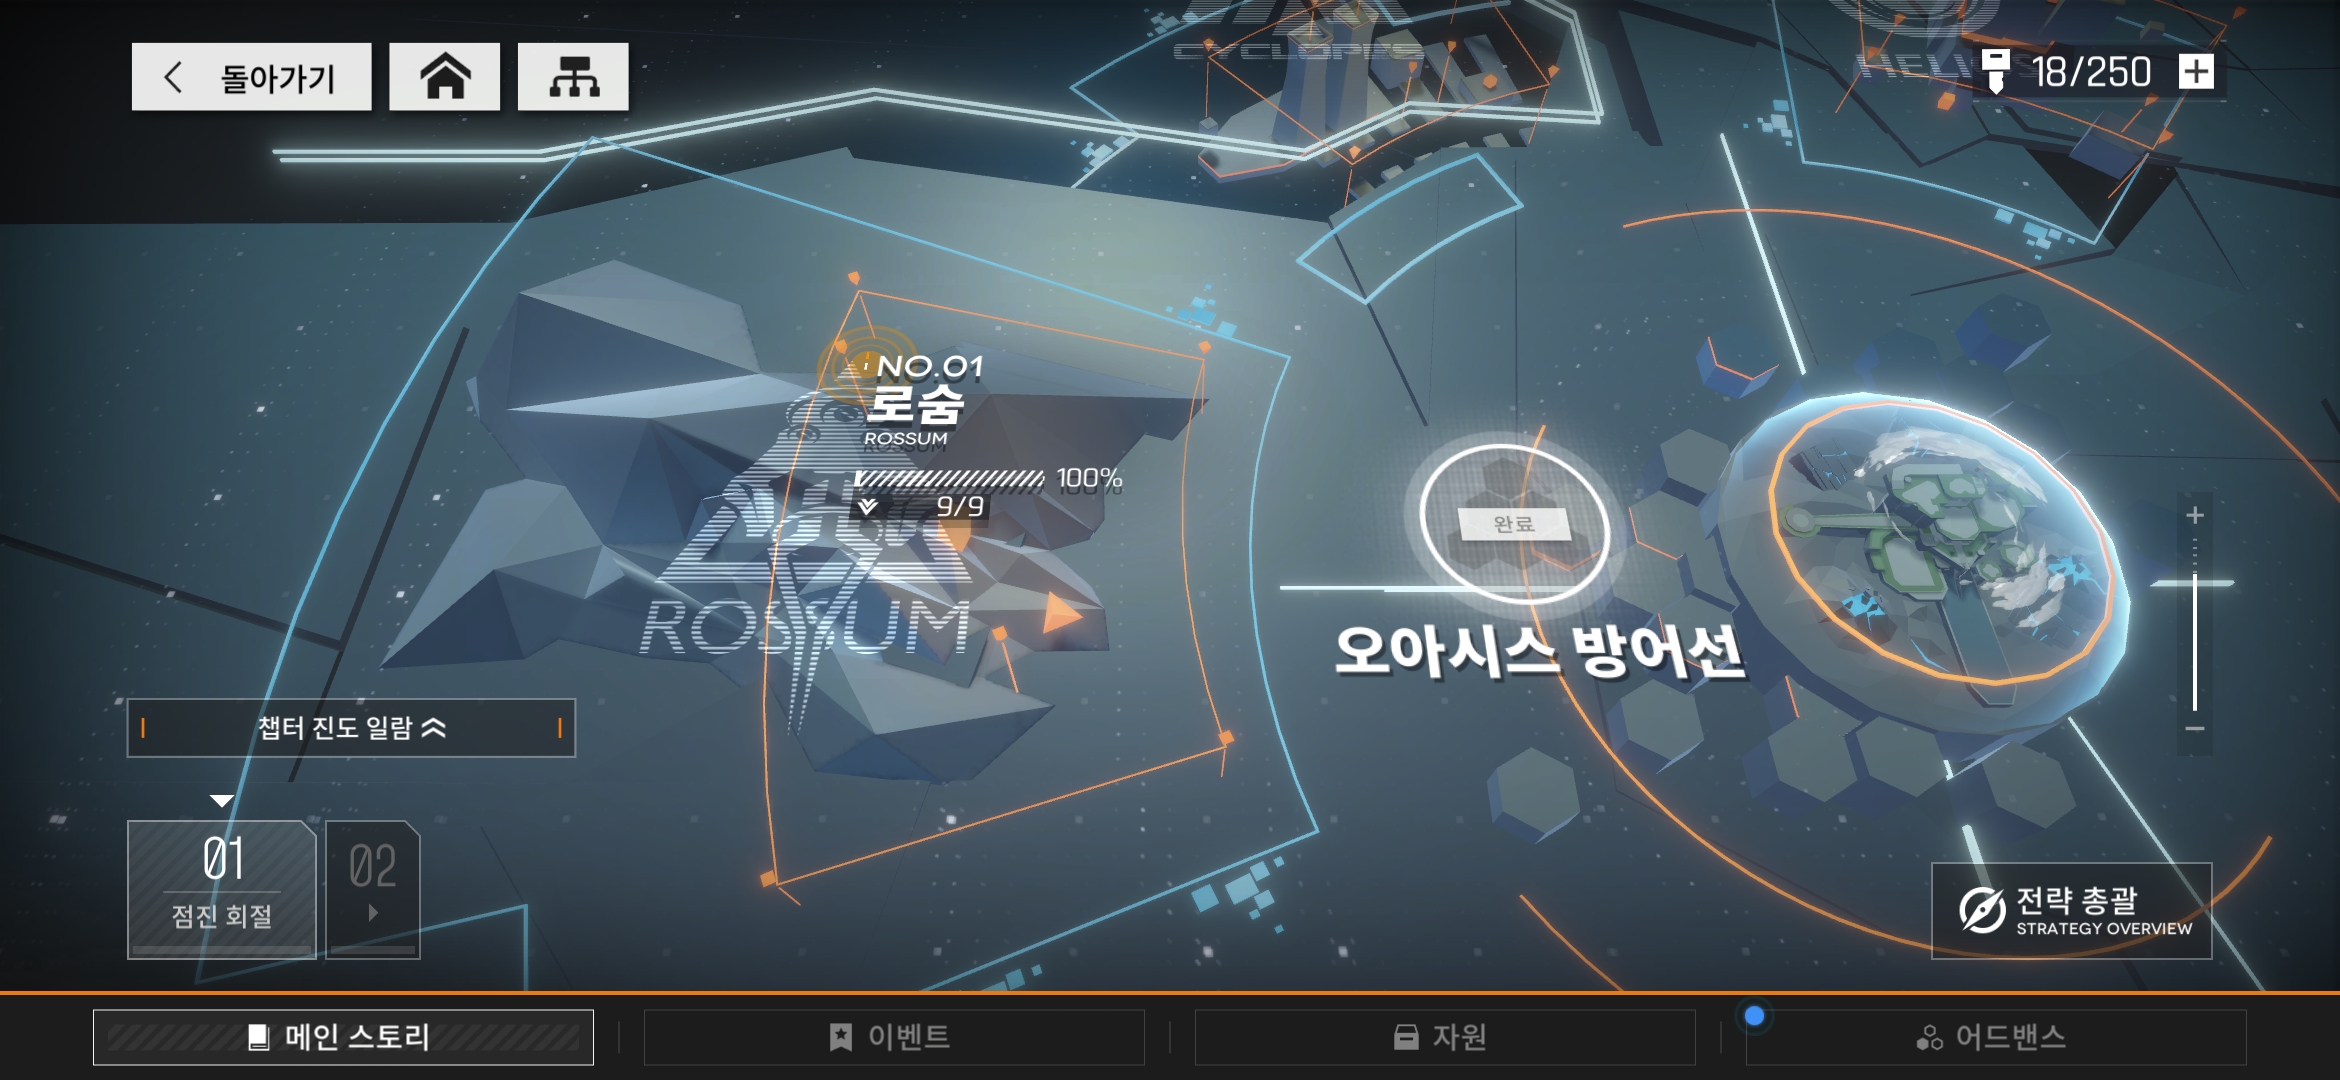 돌아가기
CYCLOPES
18/250
NO.01
로숨
ROSSUM
100%
9/9
ROSSUM
완료
오아시스 방어선
챕터 진도 일람
01
점진 회절
02
전략 총괄
STRATEGY OVERVIEW
메인 스토리
이벤트
자원
어드밴스